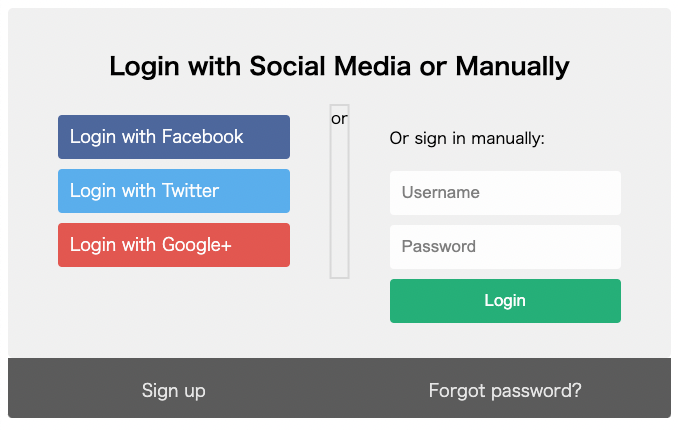 Login with Social Media or Manually
Login with Facebook
Login with Twitter
Login with Google+
or
Or sign in manually:
Username
Password
Login
Sign up
Forgot password?